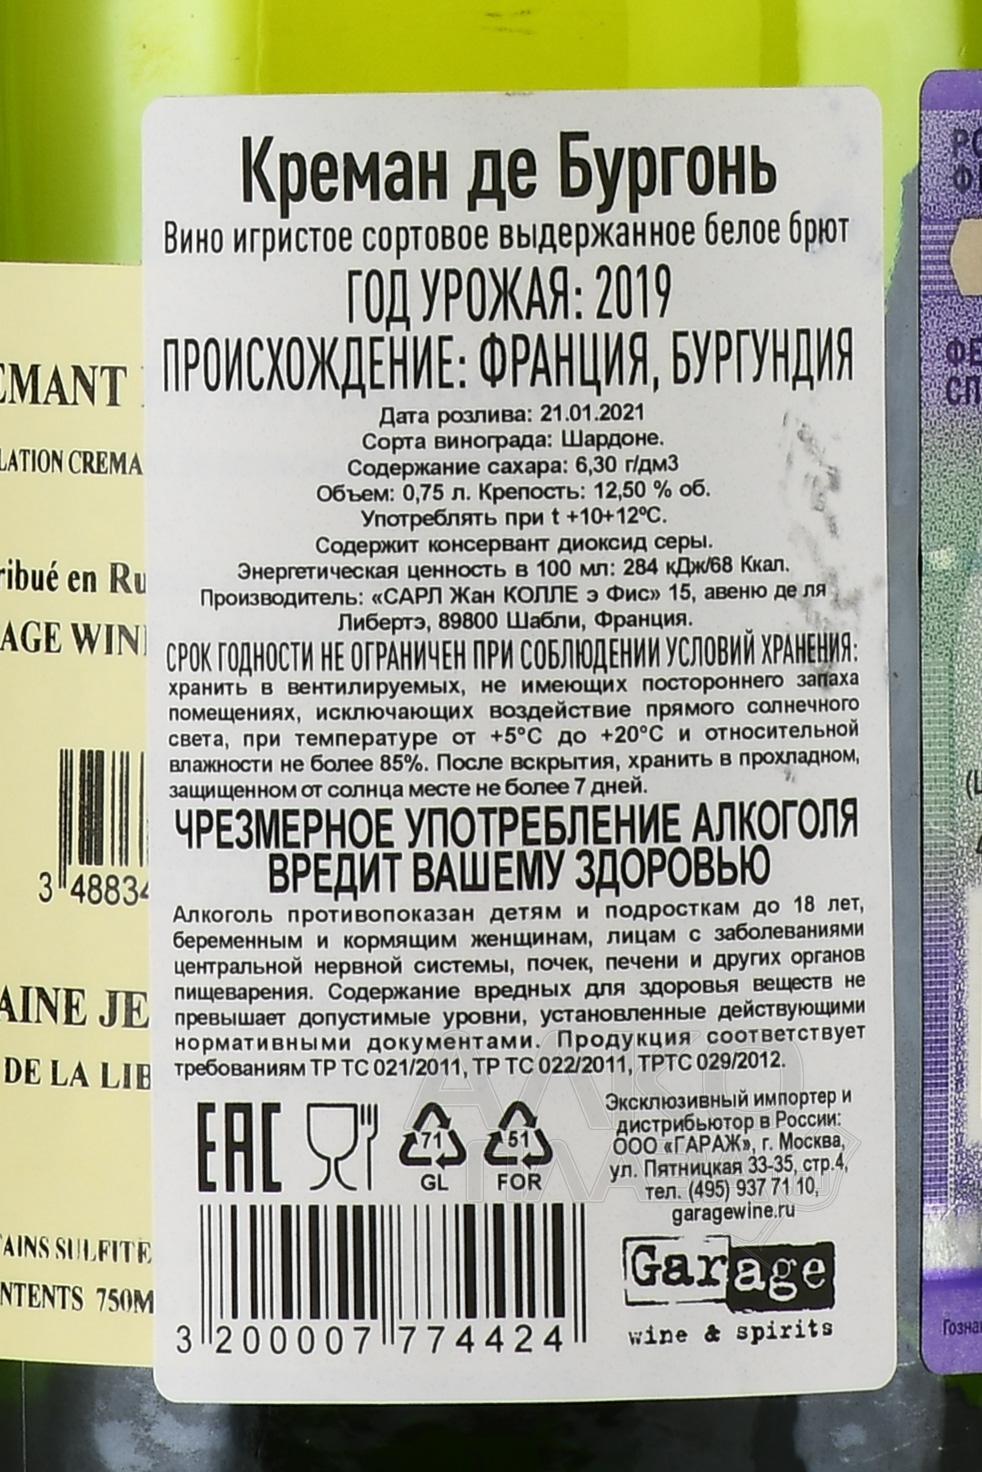 Креман де Бургонь
Вино игристое сортовое выдержанное белое брют
ГОД УРОЖАЯ: 2019
ПРОИСХОЖДЕНИЕ: ФРАНЦИЯ, БУРГУНДИЯ
Дата розлива: 21.01.2021
Сорта винограда: Шардоне.
Содержание сахара: 6,30 г/дм3
Объем: 0,75 л. Крепость: 12,50 % об.
Употреблять при t +10+12ºС.
Содержит консервант диоксид серы.
Энергетическая ценность в 100 мл: 284 кДж/68 Ккал.
Производитель: «САРЛ Жан КОЛЛЕ э Фис» 15, авеню де ля
Либертэ, 89800 Шабли, Франция.
СРОК ГОДНОСТИ НЕ ОГРАНИЧЕН ПРИ СОБЛЮДЕНИИ УСЛОВИЙ ХРАНЕНИЯ:
хранить в вентилируемых, не имеющих постороннего запаха
помещениях, исключающих воздействие прямого солнечного
света, при температуре от +5°С до +20°С и относительной
влажности не более 85%. После вскрытия, хранить в прохладном,
защищенном от солнца месте не более 7 дней.
ЧРЕЗМЕРНОЕ УПОТРЕБЛЕНИЕ АЛКОГОЛЯ
ВРЕДИТ ВАШЕМУ ЗДОРОВЬЮ
Алкоголь противопоказан детям и подросткам до 18 лет,
беременным и кормящим женщинам, лицам с заболеваниями
центральной нервной системы, почек, печени и других органов
пищеварения. Содержание вредных для здоровья веществ не
превышает допустимые уровни, установленные действующими
нормативными документами. Продукция соответствует
требованиям ТР ТС 021/2011, ТР ТС 022/2011, ТРТС 029/2012.
EAC
71
GL
51
FOR
Эксклюзивный импортер и
дистрибьютор в России:
ООО «ГАРАЖ», г. Москва,
ул. Пятницкая 33-35, стр.4,
тел. (495) 937 71 10,
garagewine.ru
Garage
wine & spirits
3 200007 774424
EMANT
LATION CREMA
ribué en Ru
AGE WIN
3 48834
AINE JE
DE LA LIB
AINS SULFITE
NTENTS 750M
РО
ФЕ
СП
Гозна